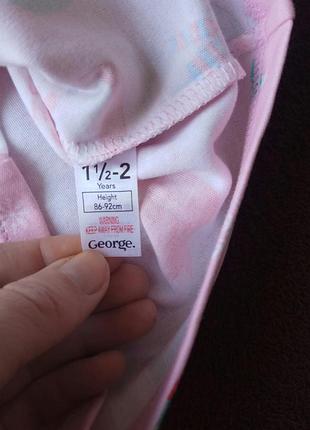 1½-2
Years
Height
86-92cm
WARNING
KEEP AWAY FROM FIRE
George.